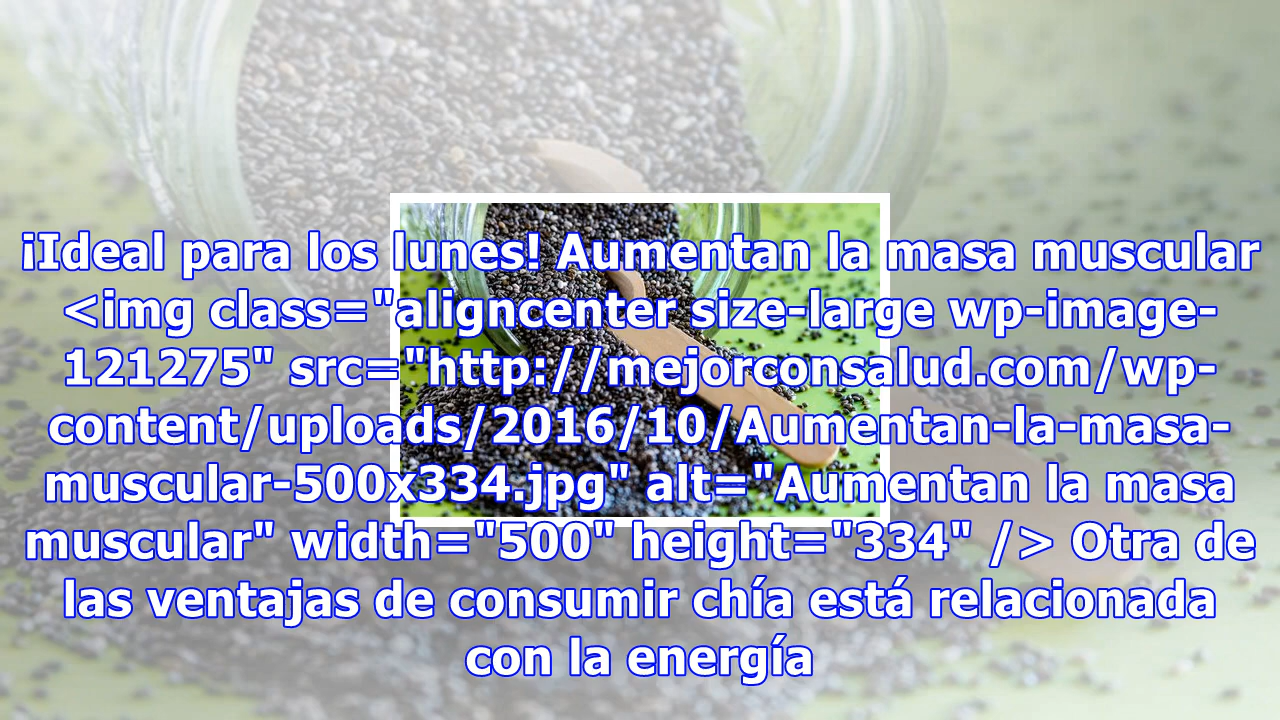 ¡Ideal para los lunes! Aumentan la masa muscular
<img class="aligncenter size-large wp-image-
121275" src="http://mejorconsalud.com/wp-
content/uploads/2016/10/Aumentan-la-masa-
muscular-500x334.jpg" alt="Aumentan la masa
muscular" width="500" height="334" /> Otra de
las ventajas de consumir chía está relacionada
con la energía